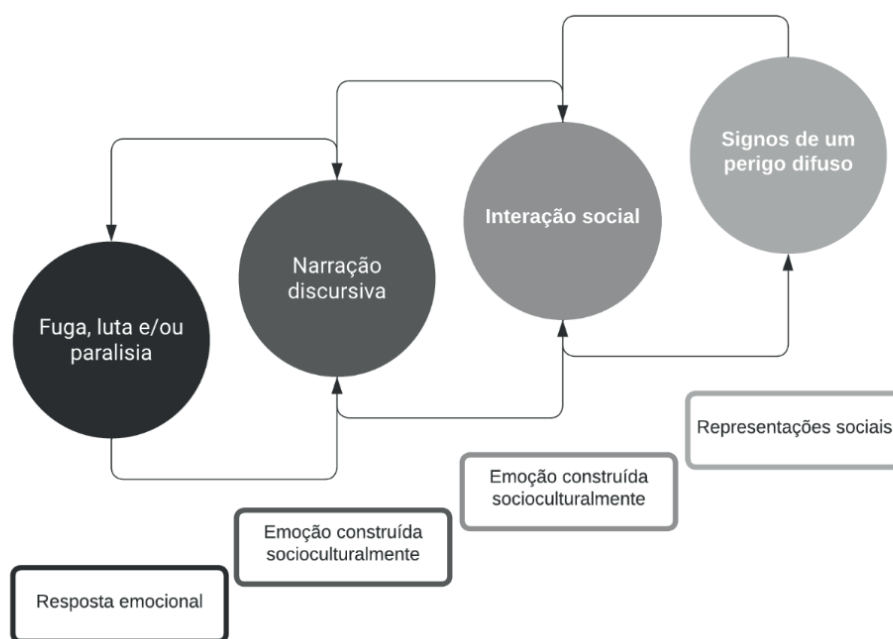 Signos de um
perigo difuso
Interação social
Narração
discursiva
Fuga, luta e/ou
paralisia
Representações sociais
Emoção construída
socioculturalmente
Emoção construída
socioculturalmente
Resposta emocional